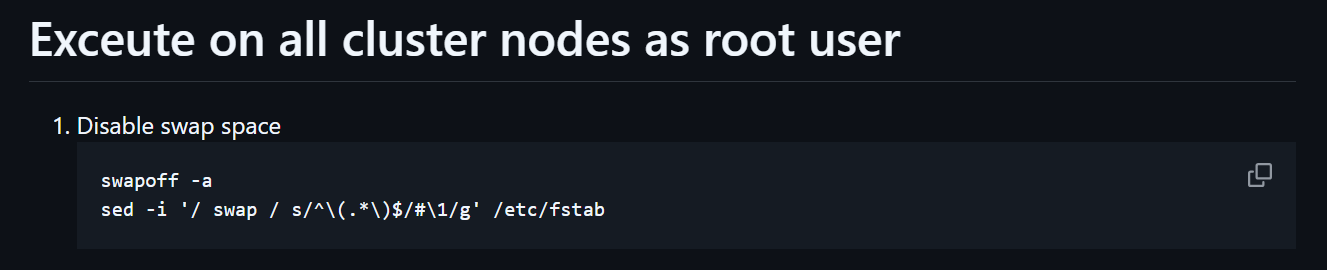 Exceute on all cluster nodes as root user
1. Disable swap space
swapoff -a
sed -i '/ swap / s/^\(.*\)$/#\1/g' /etc/fstab